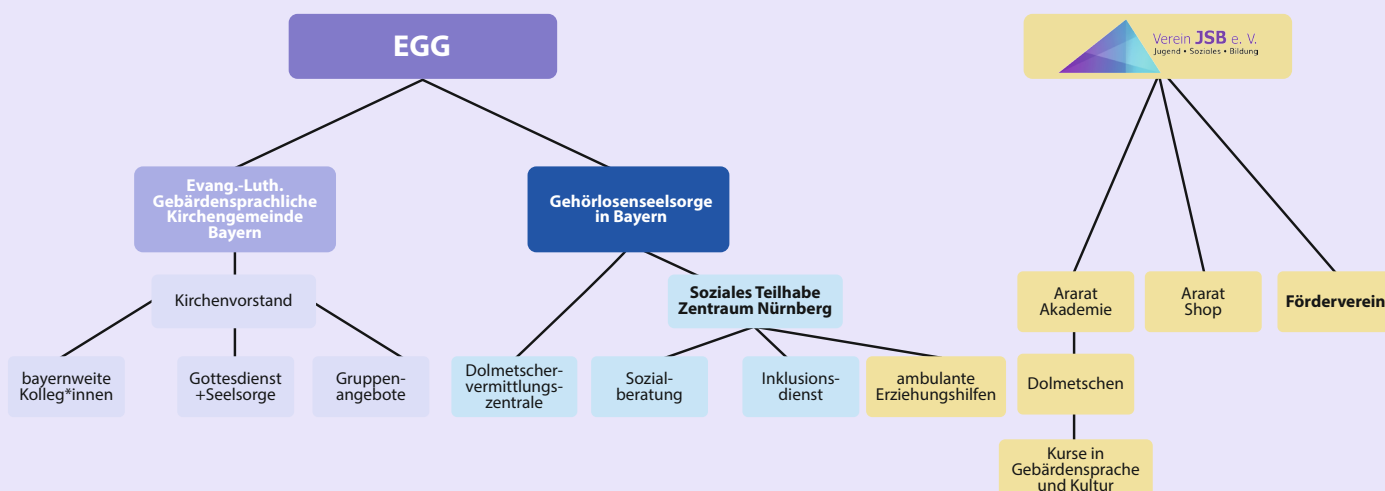 EGG
Verein JSB e. V.
Jugend • Soziales • Bildung
Evang.-Luth.
Gebärdensprachliche
Kirchengemeinde
Bayern
Gehörlosenseelsorge
in Bayern
Kirchenvorstand
Soziales Teilhabe
Zentraum Nürnberg
Ararat
Akademie
Ararat
Shop
Förderverein
bayernweite
Kolleg*innen
Gottesdienst
+Seelsorge
Gruppen-
angebote
Dolmetscher-
vermittlungs-
zentrale
Sozial-
beratung
Inklusions-
dienst
ambulante
Erziehungshilfen
Dolmetschen
Kurse in
Gebärdensprache
und Kultur